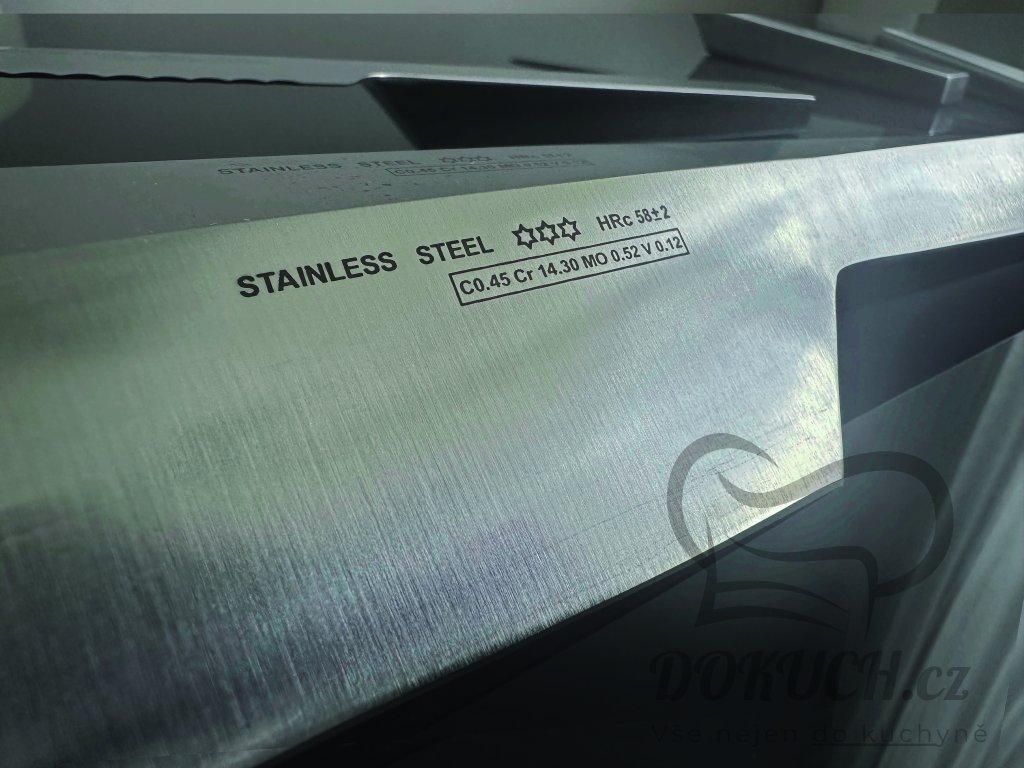 STAINLESS STEEL HRc 58±2
C0.45 Cr 14.30 MO 0.52 V 0.12
STAINLESS STEEL
DOKUCH.cz
Vše nejen do kuchyně